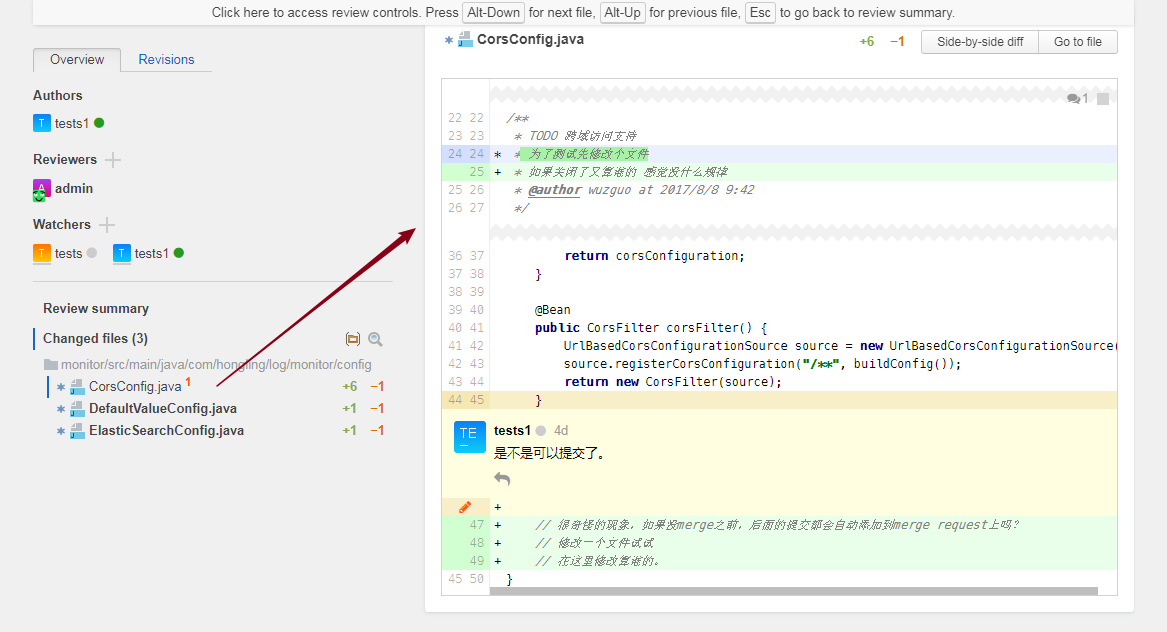 Click here to access review controls. Press Alt-Down for next file, Alt-Up for previous file, Esc to go back to review summary.
Overview
Revisions
Authors
T tests1
Reviewers
A admin
Watchers
T tests
T tests1
Review summary
Changed files (3)
monitor/src/main/java/com/hongling/log/monitor/config
* J CorsConfig.java 1 +6 −1
* J DefaultValueConfig.java +1 −1
* J ElasticSearchConfig.java +1 −1
* J CorsConfig.java +6 −1 Side-by-side diff Go to file
1
22 22 /**
23 23 * TODO 跨域访问支持
24 24 * * 为了测试先修改个文件
25 + * 如果关闭了又算谁的 感觉没什么规律
25 26 * @author wuzguo at 2017/8/8 9:42
26 27 */
36 37 return corsConfiguration;
37 38 }
38 39
39 40 @Bean
40 41 public CorsFilter corsFilter() {
41 42 UrlBasedCorsConfigurationSource source = new UrlBasedCorsConfigurationSource(
42 43 source.registerCorsConfiguration("/**", buildConfig());
43 44 return new CorsFilter(source);
44 45 }
TE tests1 4d
是不是可以提交了。
+
47 + // 很奇怪的现象，如果没merge之前，后面的提交都会自动添加到merge request上吗?
48 + // 修改一个文件试试
49 + // 在这里修改算谁的。
45 50 }